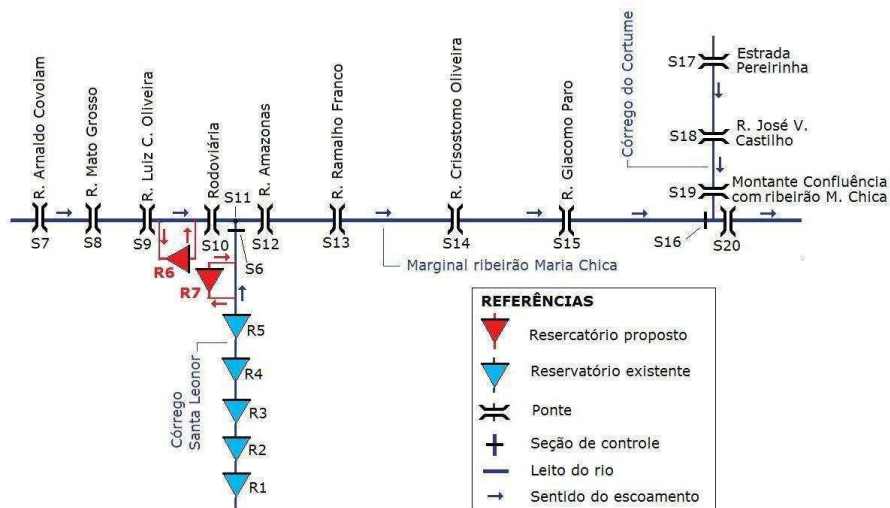 R. Arnaldo Covolam
R. Mato Grosso
R. Luiz C. Oliveira
Rodoviária
R. Amazonas
R. Ramalho Franco
R. Crisostomo Oliveira
R. Giacomo Paro
Córrego do Cortume
S17
Estrada
Pereirinha
S18
R. José V.
Castilho
S19
Montante Confluência
com ribeirão M. Chica
S11
S7
S8
S9
S10
S12
S13
S14
S15
S16
S20
S6
R6
R7
Marginal ribeirão Maria Chica
Córrego
Santa Leonor
R5
R4
R3
R2
R1
REFERÊNCIAS
Resercatório proposto
Reservatório existente
Ponte
Seção de controle
Leito do rio
Sentido do escoamento